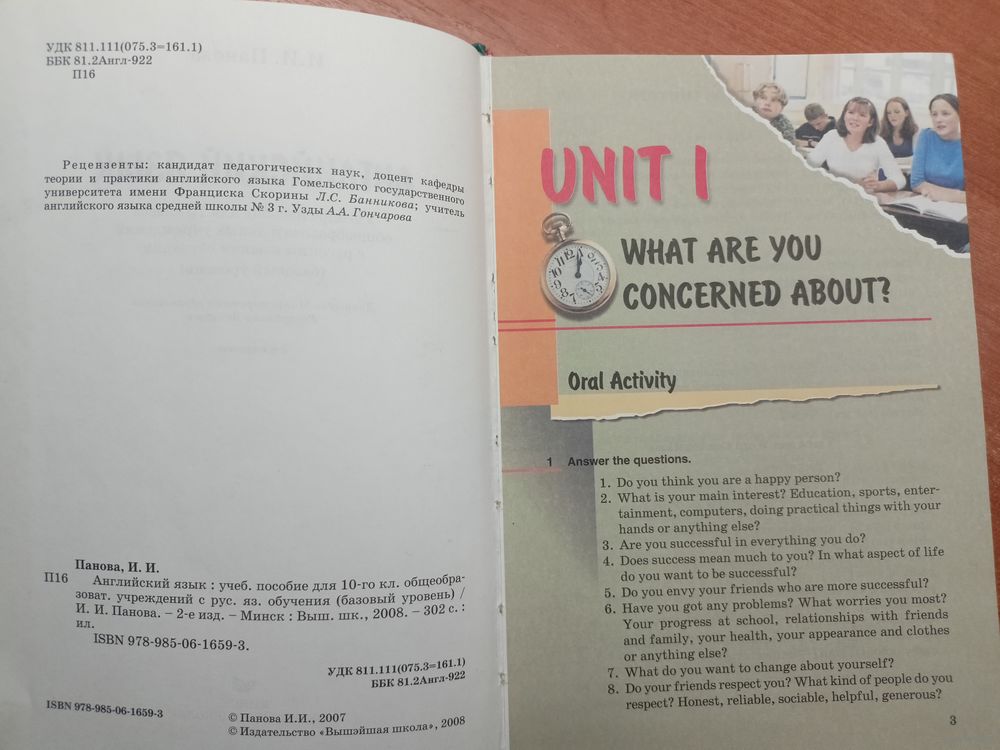 УДК 811.111(075.3=161.1)
ББК 81.2Англ-922
П16
Рецензенты: кандидат педагогических наук, доцент кафедры
теории и практики английского языка Гомельского государственного
университета имени Франциска Скорины Л.С. Банникова; учитель
английского языка средней школы № 3 г. Узды А.А. Гончарова
Панова, И. И.
П16 Английский язык : учеб. пособие для 10-го кл. общеобра-
зоват. учреждений с рус. яз. обучения (базовый уровень) /
И. И. Панова. – 2-е изд. – Минск : Выш. шк., 2008. – 302 с. :
ил.
ISBN 978-985-06-1659-3.
УДК 811.111(075.3=161.1)
ББК 81.2Англ-922
ISBN 978-985-06-1659-3
© Панова И.И., 2007
© Издательство «Вышэйшая школа», 2008
UNIT I
WHAT ARE YOU
CONCERNED ABOUT?
Oral Activity
1 Answer the questions.
1. Do you think you are a happy person?
2. What is your main interest? Education, sports, enter-
tainment, computers, doing practical things with your
hands or anything else?
3. Are you successful in everything you do?
4. Does success mean much to you? In what aspect of life
do you want to be successful?
5. Do you envy your friends who are more successful?
6. Have you got any problems? What worries you most?
Your progress at school, relationships with friends
and family, your health, your appearance and clothes
or anything else?
7. What do you want to change about yourself?
8. Do your friends respect you? What kind of people do you
respect? Honest, reliable, sociable, helpful, generous?
3